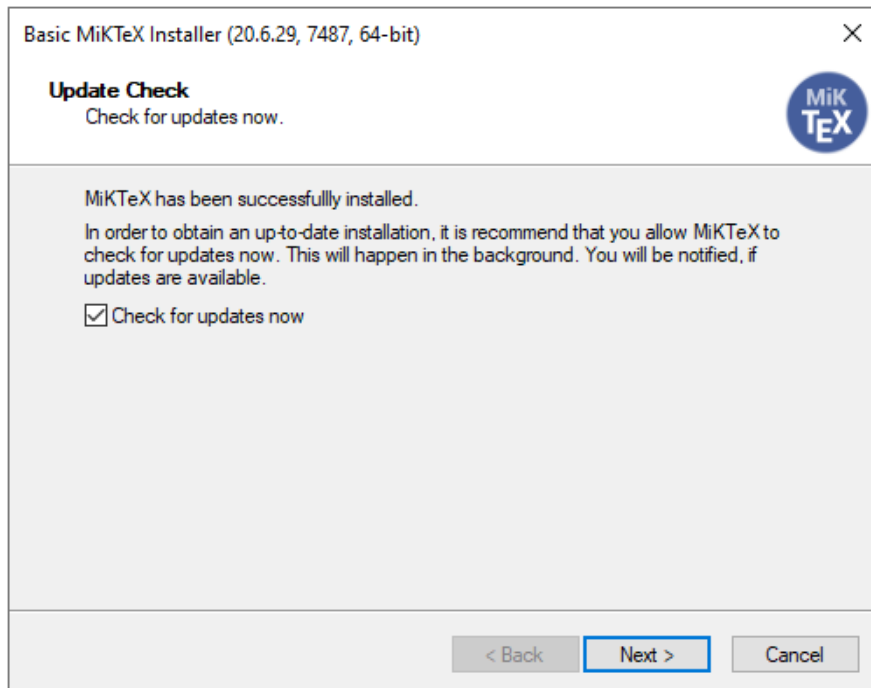 Basic MiKTeX Installer (20.6.29, 7487, 64-bit)
Update Check
Check for updates now.
MiK
TEX
MiKTeX has been successfullly installed.
In order to obtain an up-to-date installation, it is recommend that you allow MiKTeX to
check for updates now. This will happen in the background. You will be notified, if
updates are available.
Check for updates now
< Back
Next >
Cancel